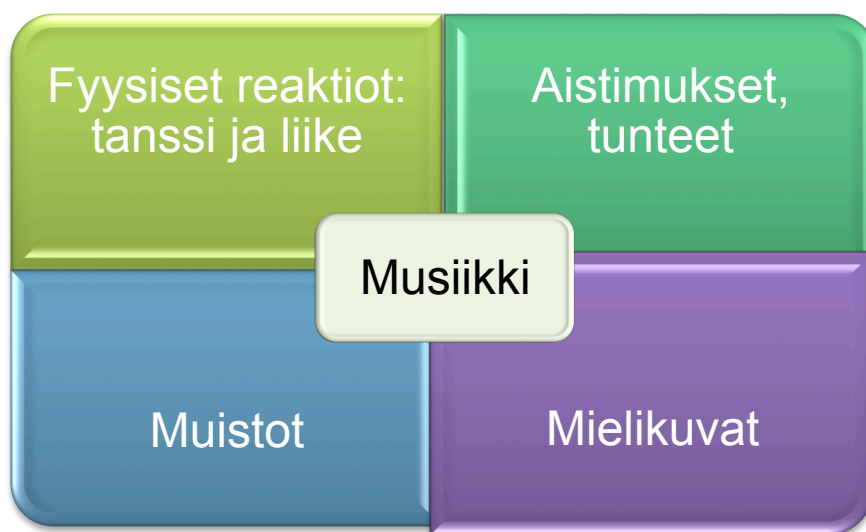 Fyysiset reaktiot:
tanssi ja liike
Aistimukset,
tunteet
Musiikki
Muistot
Mielikuvat